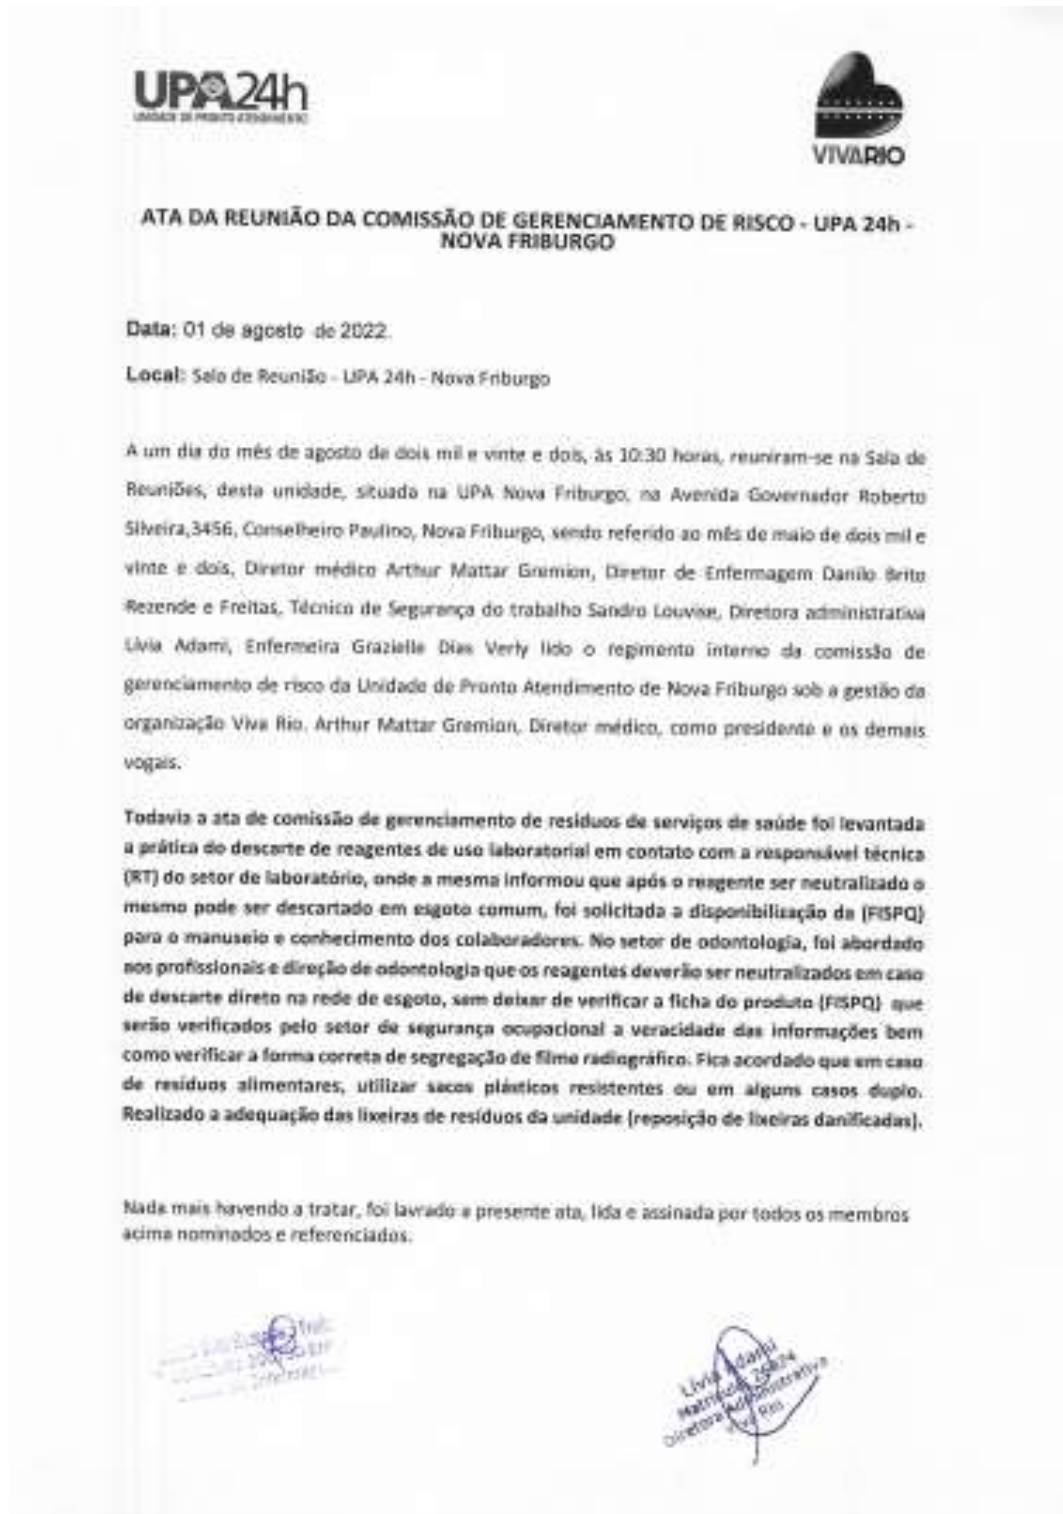 UPA24h
UNIDADE DE PRONTO ATENDIMENTO
VIVARIO
ATA DA REUNIÃO DA COMISSÃO DE GERENCIAMENTO DE RISCO - UPA 24h -
NOVA FRIBURGO
Data: 01 de agosto de 2022.
Local: Sala de Reunião - UPA 24h - Nova Friburgo
A um dia do mês de agosto de dois mil e vinte e dois, às 10:30 horas, reuniram-se na Sala de
Reuniões, desta unidade, situada na UPA Nova Friburgo, na Avenida Governador Roberto
Silveira,3456, Conselheiro Paulino, Nova Friburgo, sendo referido ao mês de maio de dois mil e
vinte e dois, Diretor médico Arthur Mattar Gremion, Diretor de Enfermagem Danilo Brito
Rezende e Freitas, Técnico de Segurança do trabalho Sandro Louvise, Diretora administrativa
Lívia Adami, Enfermeira Grazielle Dias Verly lido o regimento interno da comissão de
gerenciamento de risco da Unidade de Pronto Atendimento de Nova Friburgo sob a gestão da
organização Viva Rio. Arthur Mattar Gremion, Diretor médico, como presidente e os demais
vogais.
Todavia a ata de comissão de gerenciamento de resíduos de serviços de saúde foi levantada
a prática do descarte de reagentes de uso laboratorial em contato com a responsável técnica
(RT) do setor de laboratório, onde a mesma informou que após o reagente ser neutralizado o
mesmo pode ser descartado em esgoto comum, foi solicitada a disponibilização da (FISPQ)
para o manuseio e conhecimento dos colaboradores. No setor de odontologia, foi abordado
aos profissionais e direção de odontologia que os reagentes deverão ser neutralizados em caso
de descarte direto na rede de esgoto, sem deixar de verificar a ficha do produto (FISPQ) que
serão verificados pelo setor de segurança ocupacional a veracidade das informações bem
como verificar a forma correta de segregação de filme radiográfico. Fica acordado que em caso
de resíduos alimentares, utilizar sacos plásticos resistentes ou em alguns casos duplo.
Realizado a adequação das lixeiras de resíduos da unidade (reposição de lixeiras danificadas).
Nada mais havendo a tratar, foi lavrado a presente ata, lida e assinada por todos os membros
acima nominados e referenciados.
Lívia Adami
Diretora Administrativa
Viva Rio